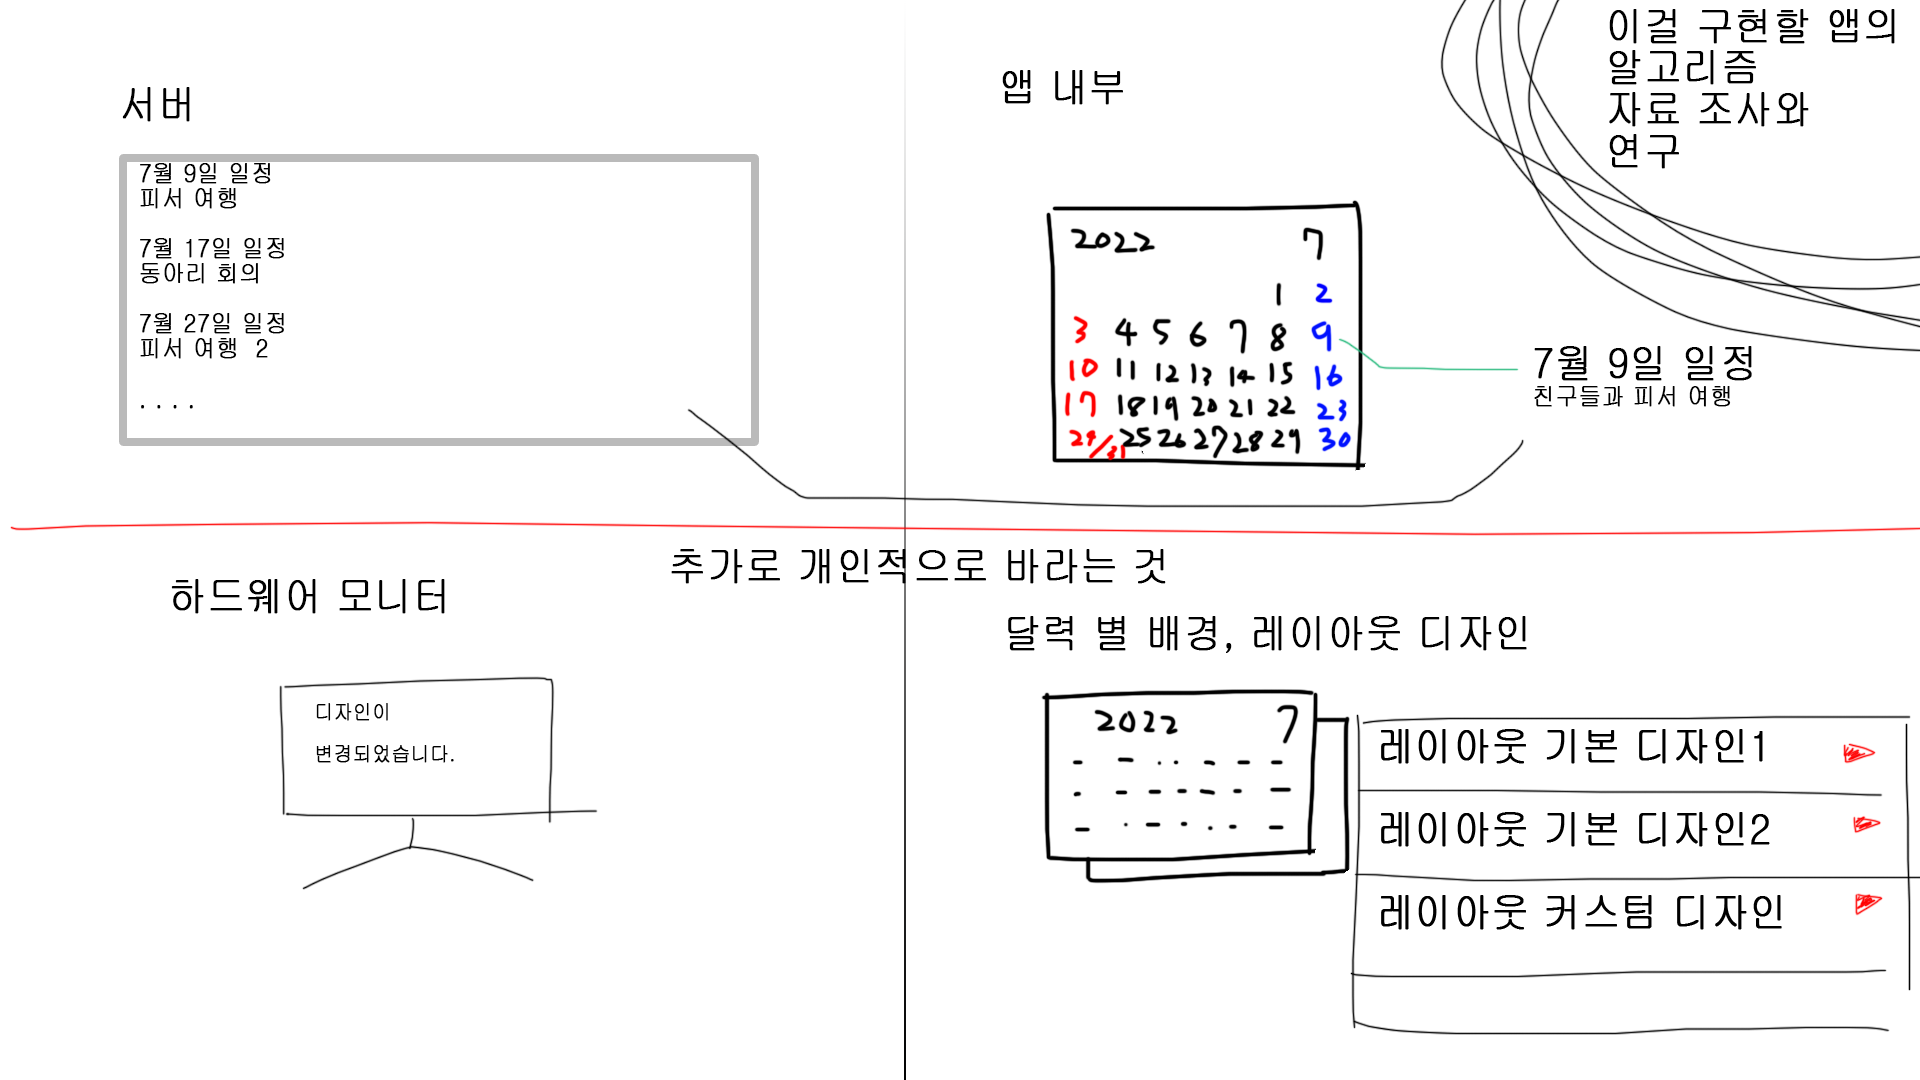 서버
7월 9일 일정
피서 여행
7월 17일 일정
동아리 회의
7월 27일 일정
피서 여행 2
. . . .
앱 내부
이걸 구현할 앱의
알고리즘
자료 조사와
연구
2022 7
1 2
3 4 5 6 7 8 9
10 11 12 13 14 15 16
17 18 19 20 21 22 23
24/31 25 26 27 28 29 30
7월 9일 일정
친구들과 피서 여행
추가로 개인적으로 바라는 것
하드웨어 모니터
디자인이
변경되었습니다.
달력 별 배경, 레이아웃 디자인
2022 7
레이아웃 기본 디자인1
레이아웃 기본 디자인2
레이아웃 커스텀 디자인